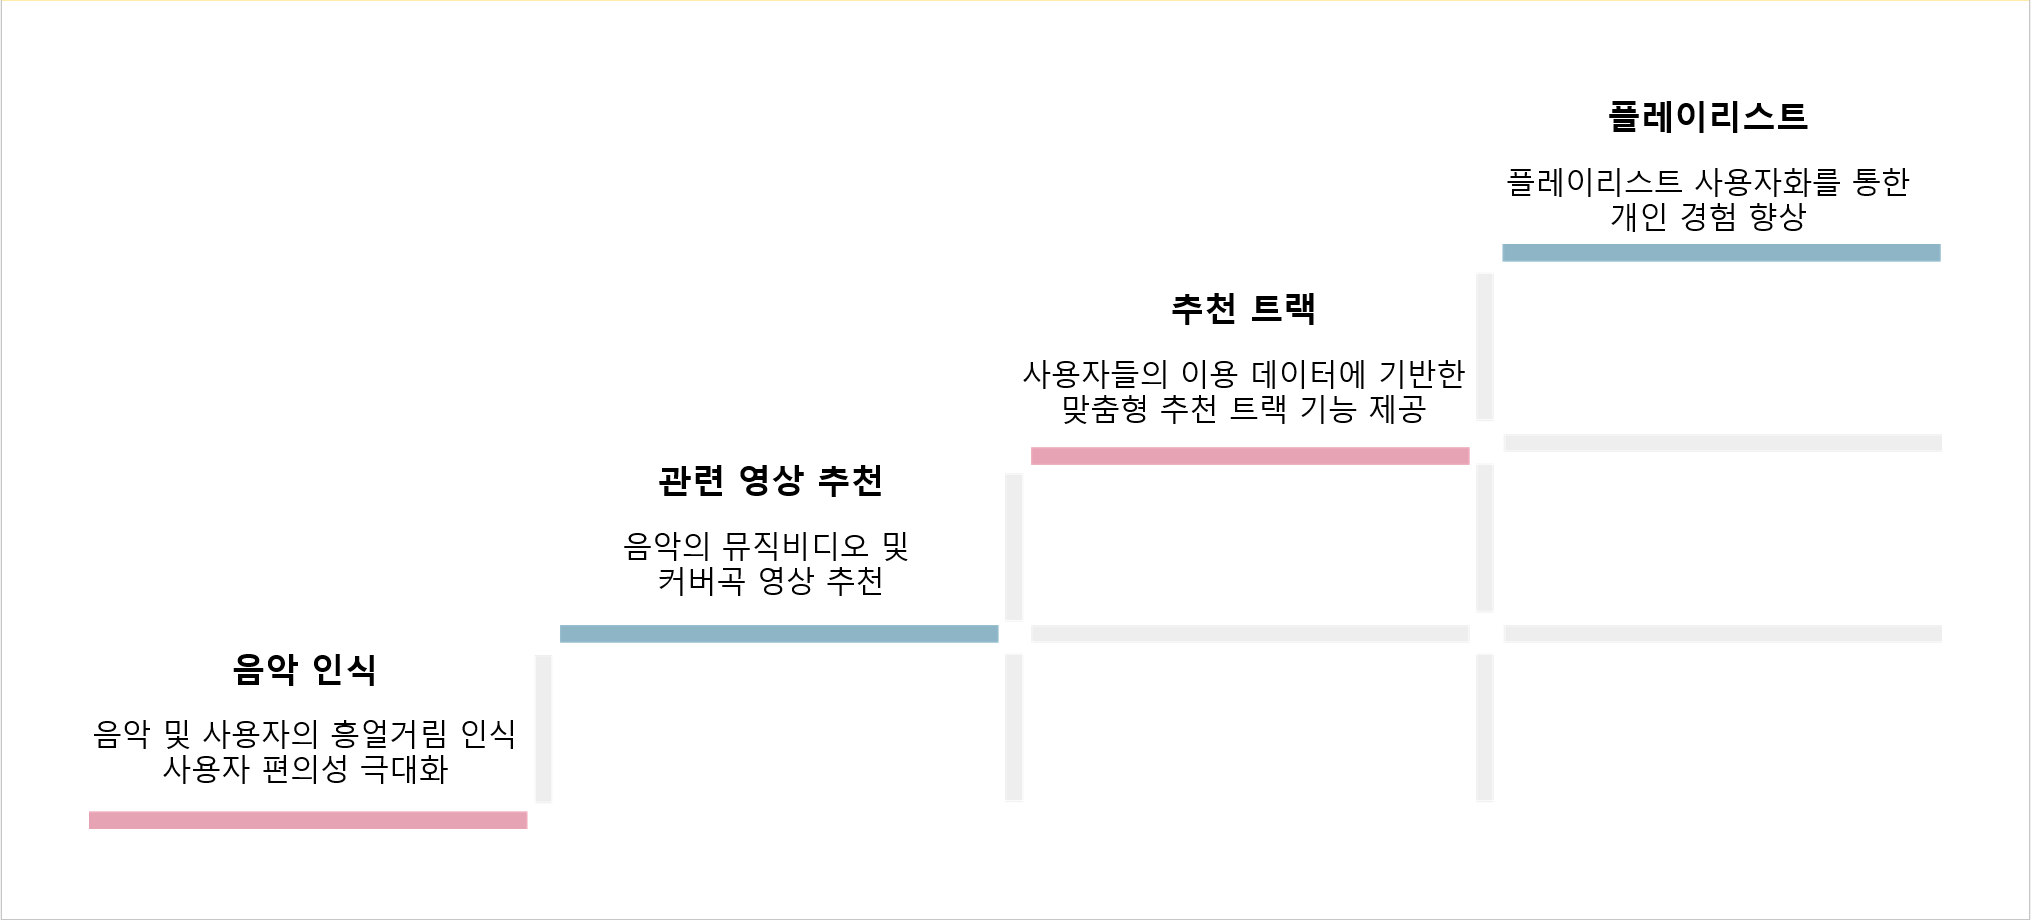 플레이리스트
플레이리스트 사용자화를 통한
개인 경험 향상
추천 트랙
사용자들의 이용 데이터에 기반한
맞춤형 추천 트랙 기능 제공
관련 영상 추천
음악의 뮤직비디오 및
커버곡 영상 추천
음악 인식
음악 및 사용자의 흥얼거림 인식
사용자 편의성 극대화